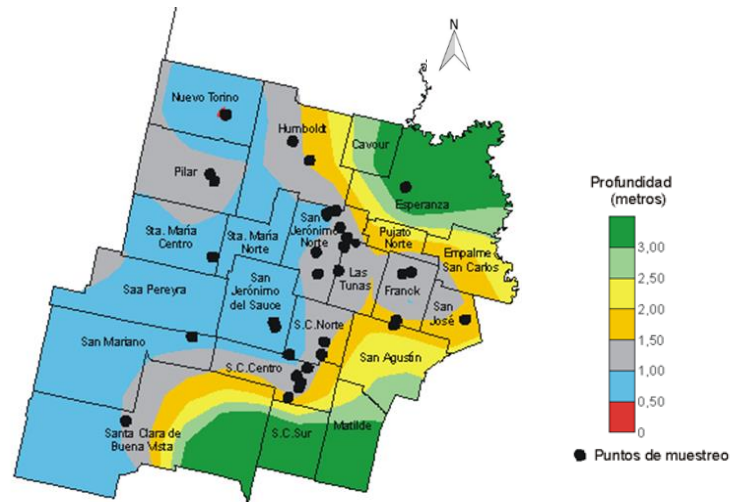 N
Nuevo Torino
Humboldt
Cavour
Pilar
Esperanza
Sta. María
Centro
Sta. María
Norte
San
Jerónimo
Norte
Pujato
Norte
Empalme
San Carlos
Las
Tunas
Franck
San
José
Saa Pereyra
San
Jerónimo
del Sauce
San Mariano
S.C.Norte
San Agustín
S.C.Centro
Santa Clara de
Buena Vista
S.C.Sur
Matilde
Profundidad
(metros)
3,00
2,50
2,00
1,50
1,00
0,50
0
Puntos de muestreo